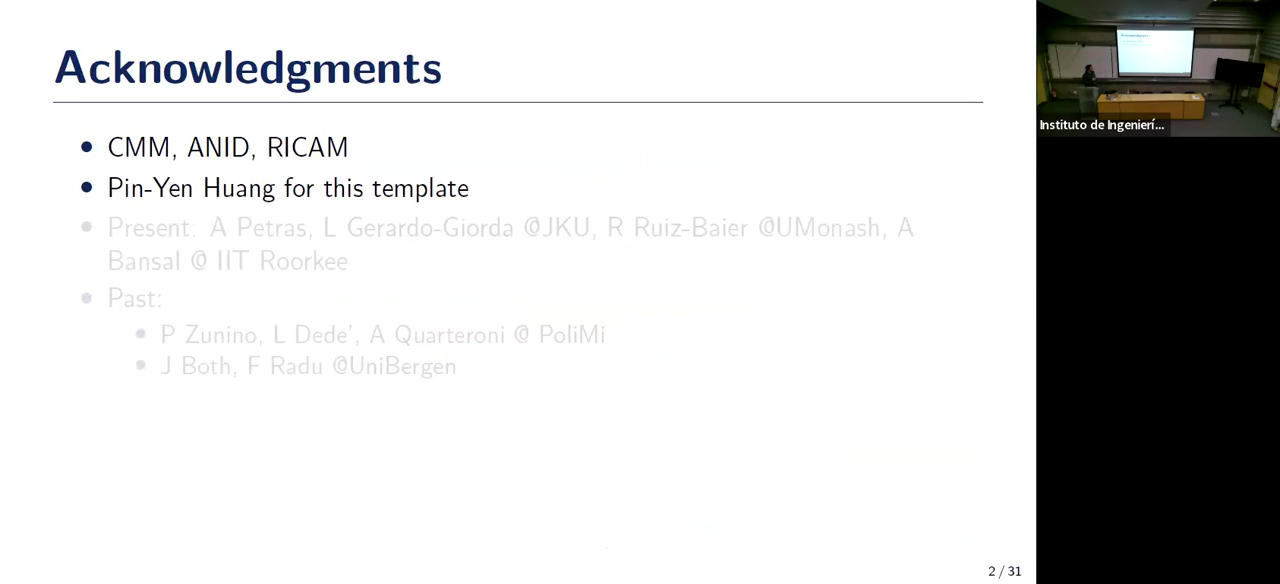 Acknowledgments
CMM, ANID, RICAM
Pin-Yen Huang for this template
Present: A Petras, L Gerardo-Giorda @JKU, R Ruiz-Baier @UMonash, A
Bansal @ IIT Roorkee
Past:
P Zunino, L Dede', A Quarteroni @ PoliMi
J Both, F Radu @UniBergen
2 / 31
Instituto de Ingenierí...